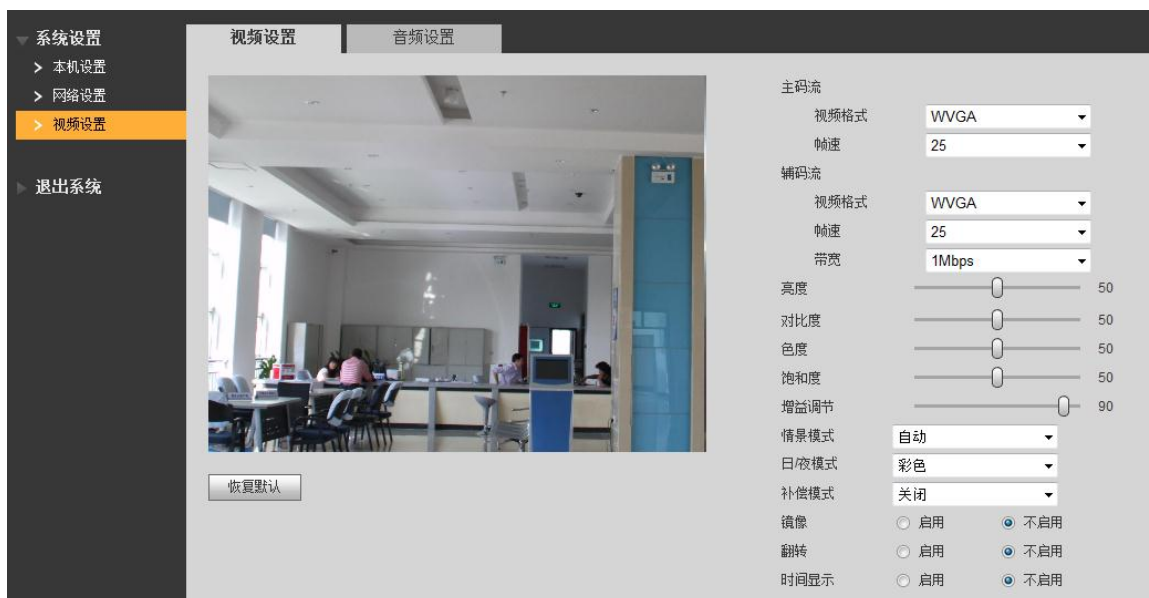 系统设置
> 本机设置
> 网络设置
> 视频设置
退出系统
视频设置 音频设置
恢复默认
主码流
视频格式 WVGA
帧速 25
辅码流
视频格式 WVGA
帧速 25
带宽 1Mbps
亮度 50
对比度 50
色度 50
饱和度 50
增益调节 90
情景模式 自动
日/夜模式 彩色
补偿模式 关闭
镜像 启用 不启用
翻转 启用 不启用
时间显示 启用 不启用